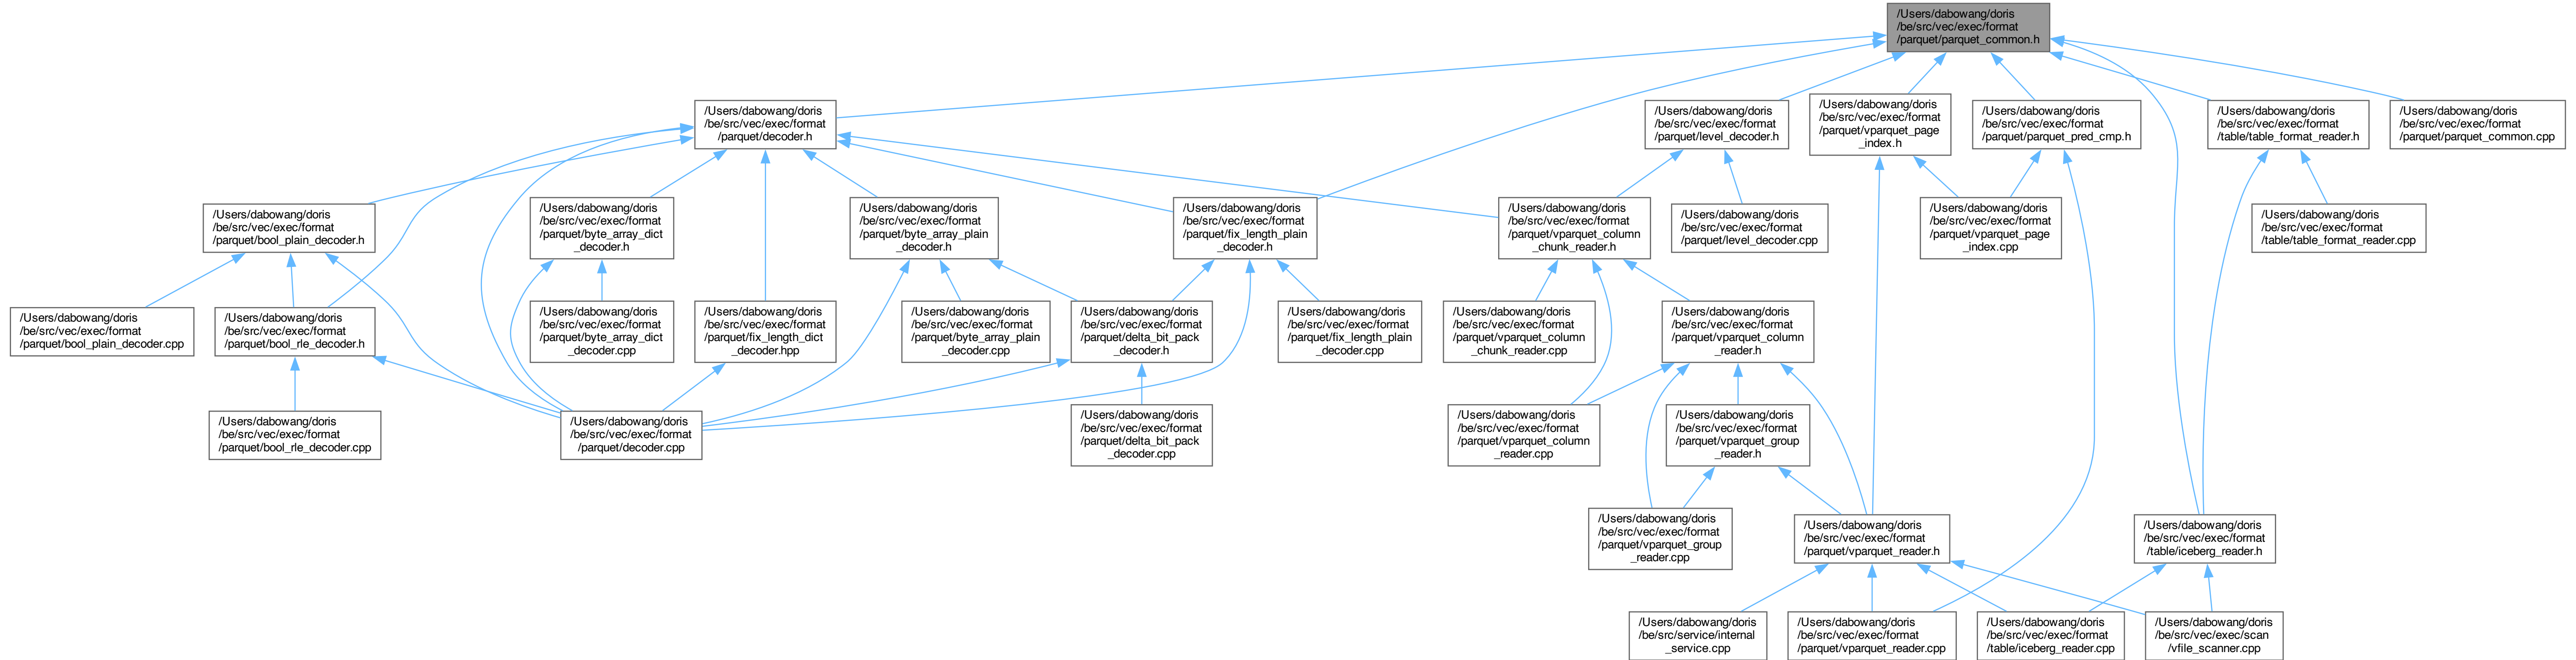 /Users/dabowang/doris
/be/src/vec/exec/format
/parquet/parquet_common.h
/Users/dabowang/doris
/be/src/vec/exec/format
/parquet/decoder.h
/Users/dabowang/doris
/be/src/vec/exec/format
/parquet/level_decoder.h
/Users/dabowang/doris
/be/src/vec/exec/format
/parquet/vparquet_page
_index.h
/Users/dabowang/doris
/be/src/vec/exec/format
/parquet/parquet_pred_cmp.h
/Users/dabowang/doris
/be/src/vec/exec/format
/table/table_format_reader.h
/Users/dabowang/doris
/be/src/vec/exec/format
/parquet/parquet_common.cpp
/Users/dabowang/doris
/be/src/vec/exec/format
/parquet/bool_plain_decoder.h
/Users/dabowang/doris
/be/src/vec/exec/format
/parquet/byte_array_dict
_decoder.h
/Users/dabowang/doris
/be/src/vec/exec/format
/parquet/byte_array_plain
_decoder.h
/Users/dabowang/doris
/be/src/vec/exec/format
/parquet/fix_length_plain
_decoder.h
/Users/dabowang/doris
/be/src/vec/exec/format
/parquet/vparquet_column
_chunk_reader.h
/Users/dabowang/doris
/be/src/vec/exec/format
/parquet/level_decoder.cpp
/Users/dabowang/doris
/be/src/vec/exec/format
/parquet/vparquet_page
_index.cpp
/Users/dabowang/doris
/be/src/vec/exec/format
/table/table_format_reader.cpp
/Users/dabowang/doris
/be/src/vec/exec/format
/parquet/bool_plain_decoder.cpp
/Users/dabowang/doris
/be/src/vec/exec/format
/parquet/bool_rle_decoder.h
/Users/dabowang/doris
/be/src/vec/exec/format
/parquet/byte_array_dict
_decoder.cpp
/Users/dabowang/doris
/be/src/vec/exec/format
/parquet/fix_length_dict
_decoder.hpp
/Users/dabowang/doris
/be/src/vec/exec/format
/parquet/byte_array_plain
_decoder.cpp
/Users/dabowang/doris
/be/src/vec/exec/format
/parquet/delta_bit_pack
_decoder.h
/Users/dabowang/doris
/be/src/vec/exec/format
/parquet/fix_length_plain
_decoder.cpp
/Users/dabowang/doris
/be/src/vec/exec/format
/parquet/vparquet_column
_chunk_reader.cpp
/Users/dabowang/doris
/be/src/vec/exec/format
/parquet/vparquet_column
_reader.h
/Users/dabowang/doris
/be/src/vec/exec/format
/parquet/bool_rle_decoder.cpp
/Users/dabowang/doris
/be/src/vec/exec/format
/parquet/decoder.cpp
/Users/dabowang/doris
/be/src/vec/exec/format
/parquet/delta_bit_pack
_decoder.cpp
/Users/dabowang/doris
/be/src/vec/exec/format
/parquet/vparquet_column
_reader.cpp
/Users/dabowang/doris
/be/src/vec/exec/format
/parquet/vparquet_group
_reader.h
/Users/dabowang/doris
/be/src/vec/exec/format
/parquet/vparquet_group
_reader.cpp
/Users/dabowang/doris
/be/src/vec/exec/format
/parquet/vparquet_reader.h
/Users/dabowang/doris
/be/src/vec/exec/format
/table/iceberg_reader.h
/Users/dabowang/doris
/be/src/service/internal
_service.cpp
/Users/dabowang/doris
/be/src/vec/exec/format
/parquet/vparquet_reader.cpp
/Users/dabowang/doris
/be/src/vec/exec/format
/table/iceberg_reader.cpp
/Users/dabowang/doris
/be/src/vec/exec/scan
/vfile_scanner.cpp